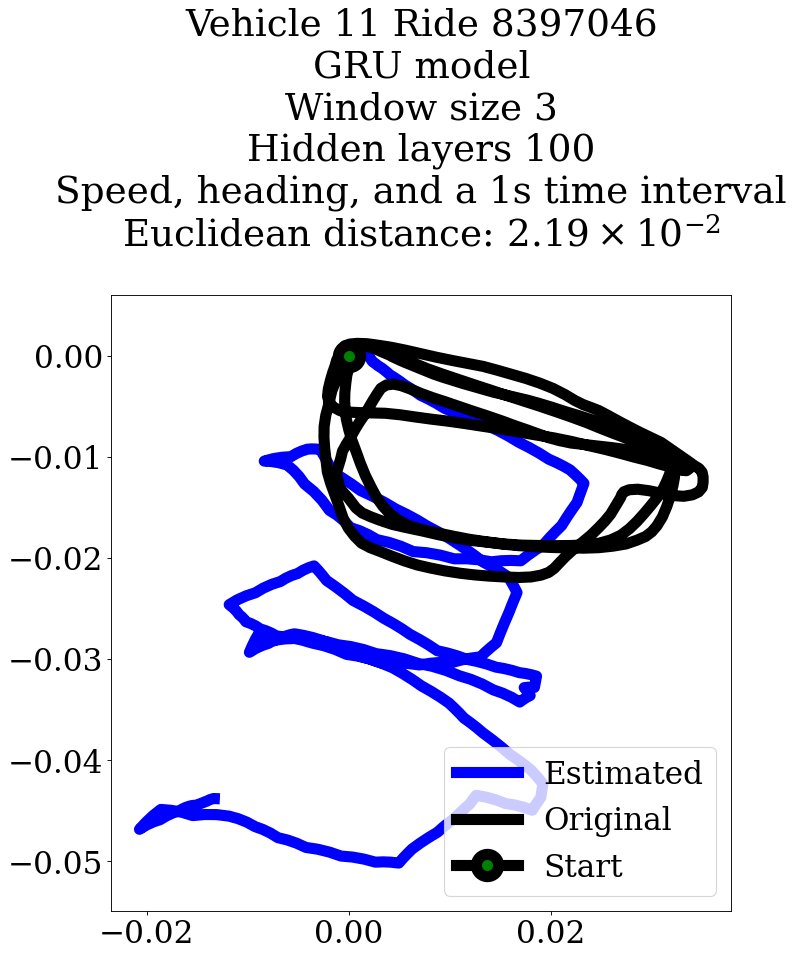 Vehicle 11 Ride 8397046
GRU model
Window size 3
Hidden layers 100
Speed, heading, and a 1s time interval
Euclidean distance: 2.19 × 10⁻²
0.00
−0.01
−0.02
−0.03
−0.04
−0.05
Estimated
Original
Start
−0.02 0.00 0.02